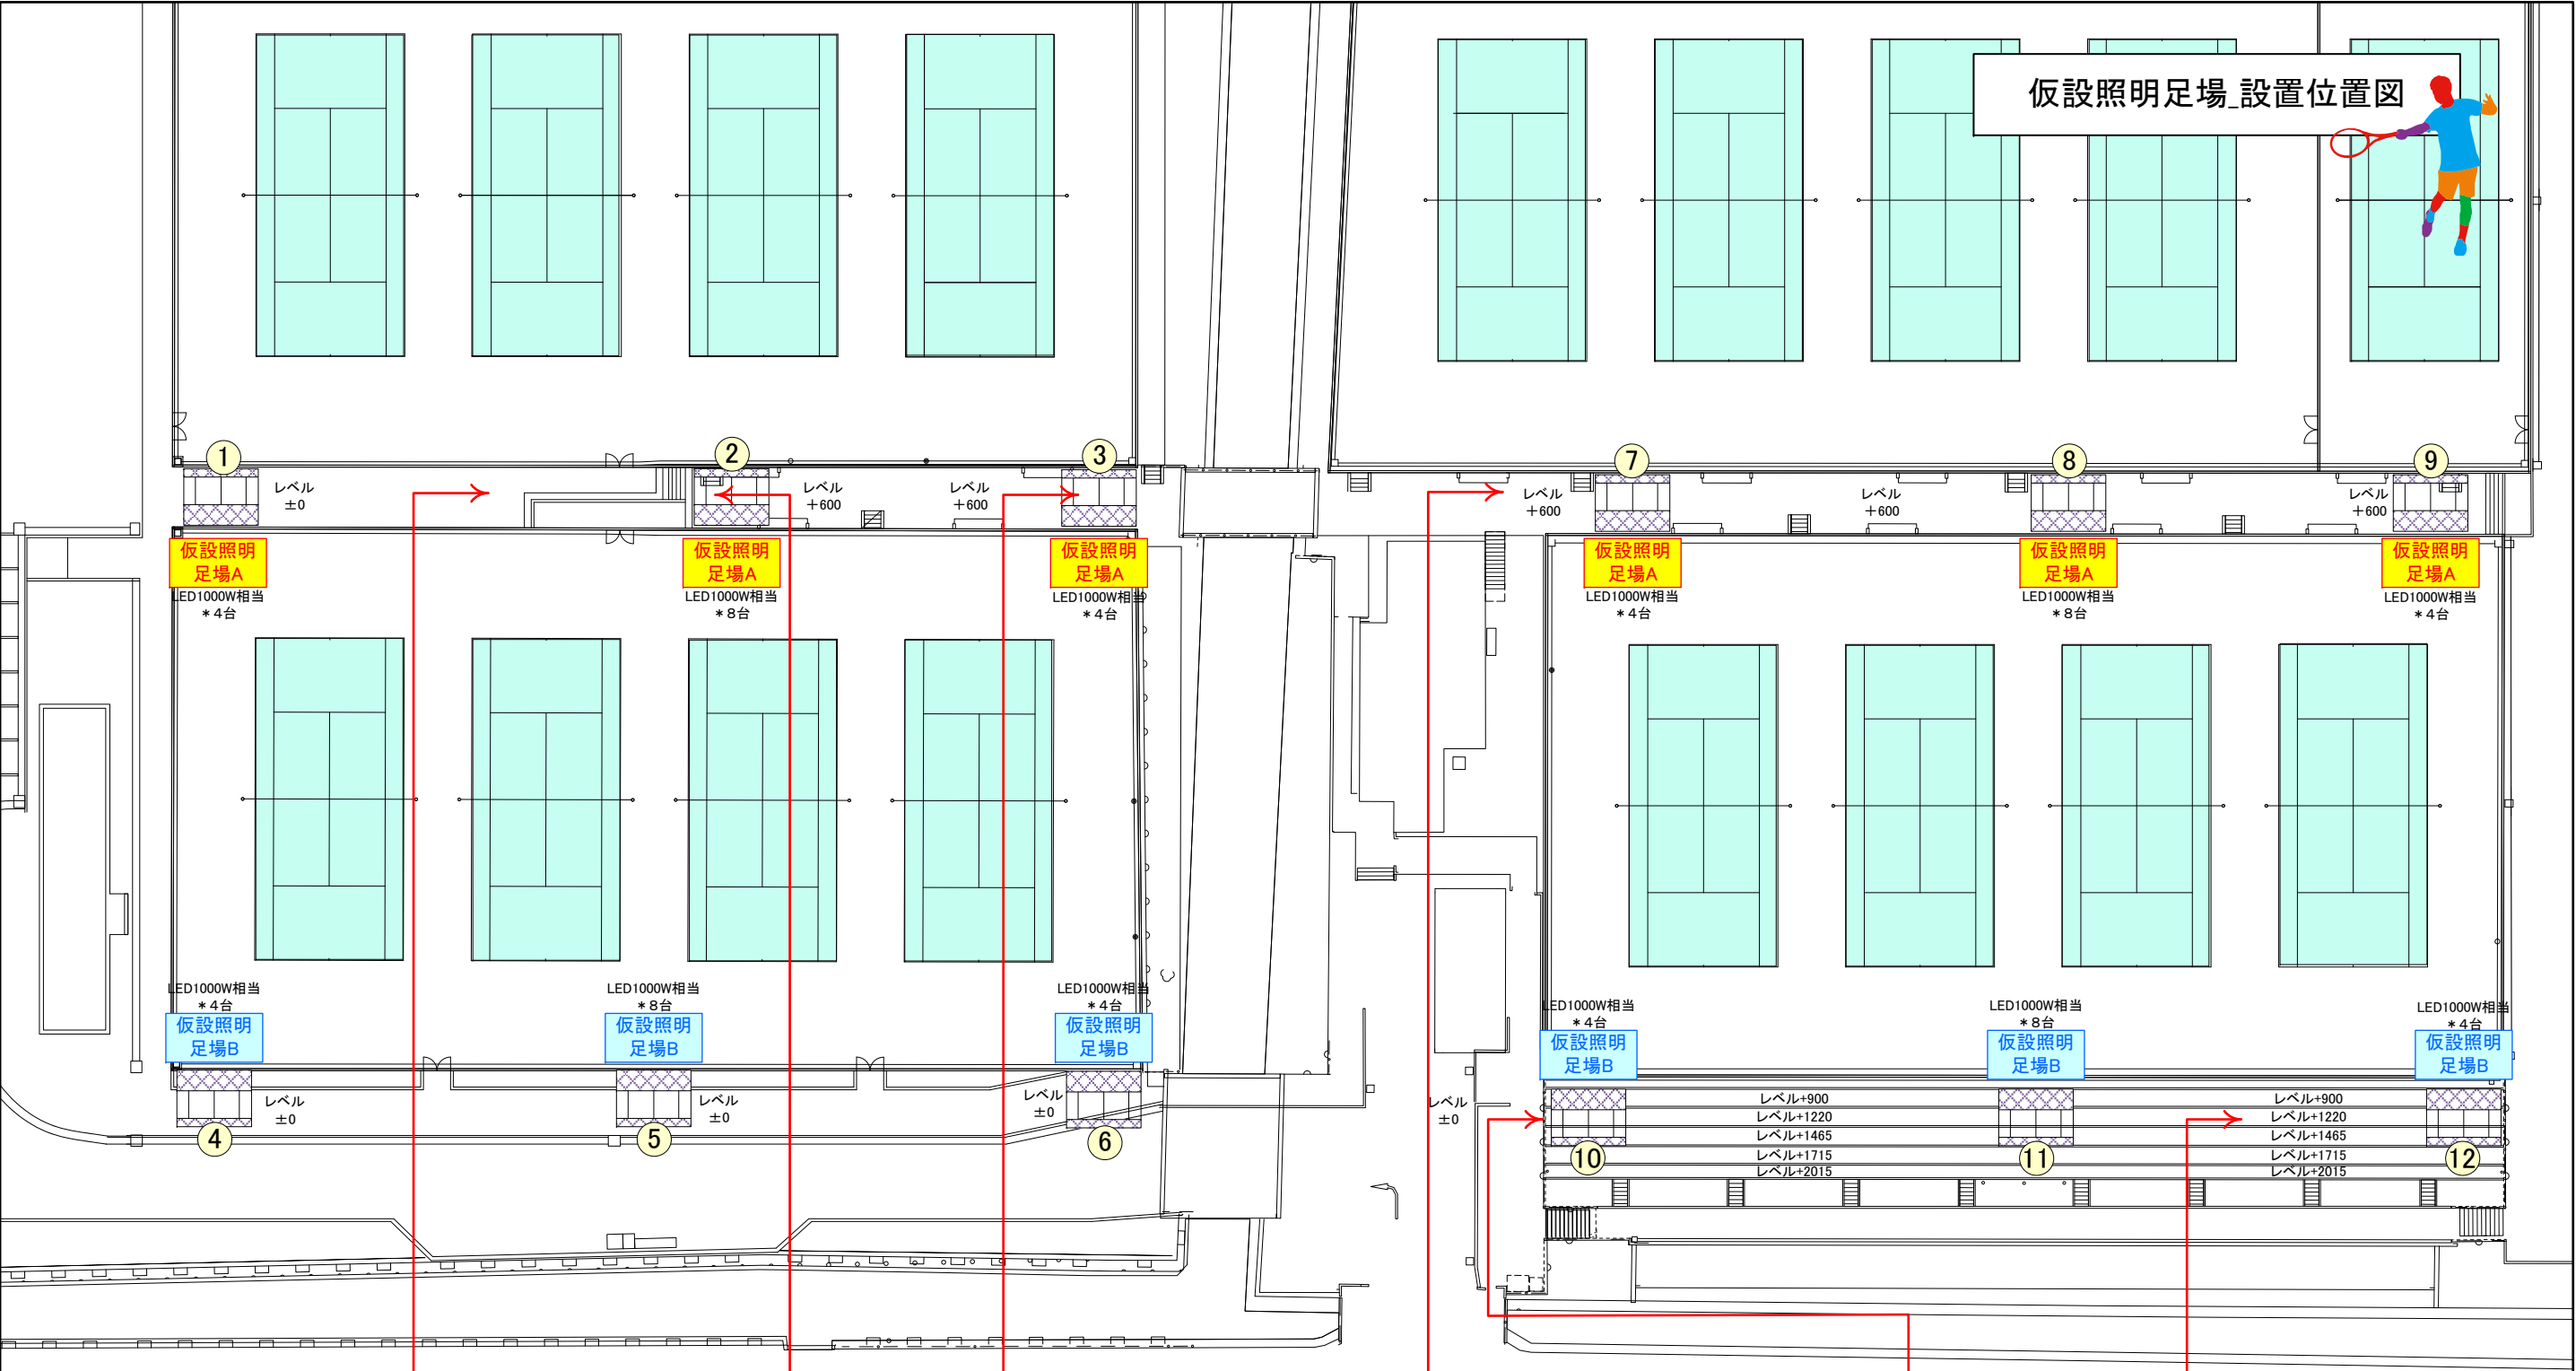 仮設照明足場_設置位置図
1
2
3
7
8
9
レベル
±0
レベル
+600
レベル
+600
レベル
+600
レベル
+600
レベル
+600
仮設照明
足場A
LED1000W相当
*4台
仮設照明
足場A
LED1000W相当
*8台
仮設照明
足場A
LED1000W相当
*4台
仮設照明
足場A
LED1000W相当
*4台
仮設照明
足場A
LED1000W相当
*8台
仮設照明
足場A
LED1000W相当
*4台
LED1000W相当
*4台
仮設照明
足場B
LED1000W相当
*8台
仮設照明
足場B
LED1000W相当
*4台
仮設照明
足場B
LED1000W相当
*4台
仮設照明
足場B
LED1000W相当
*8台
仮設照明
足場B
LED1000W相当
*4台
仮設照明
足場B
レベル
±0
レベル
±0
レベル
±0
レベル
±0
4
5
6
レベル+900
レベル+1220
レベル+1465
レベル+1715
レベル+2015
レベル+900
レベル+1220
レベル+1465
レベル+1715
レベル+2015
10
11
12